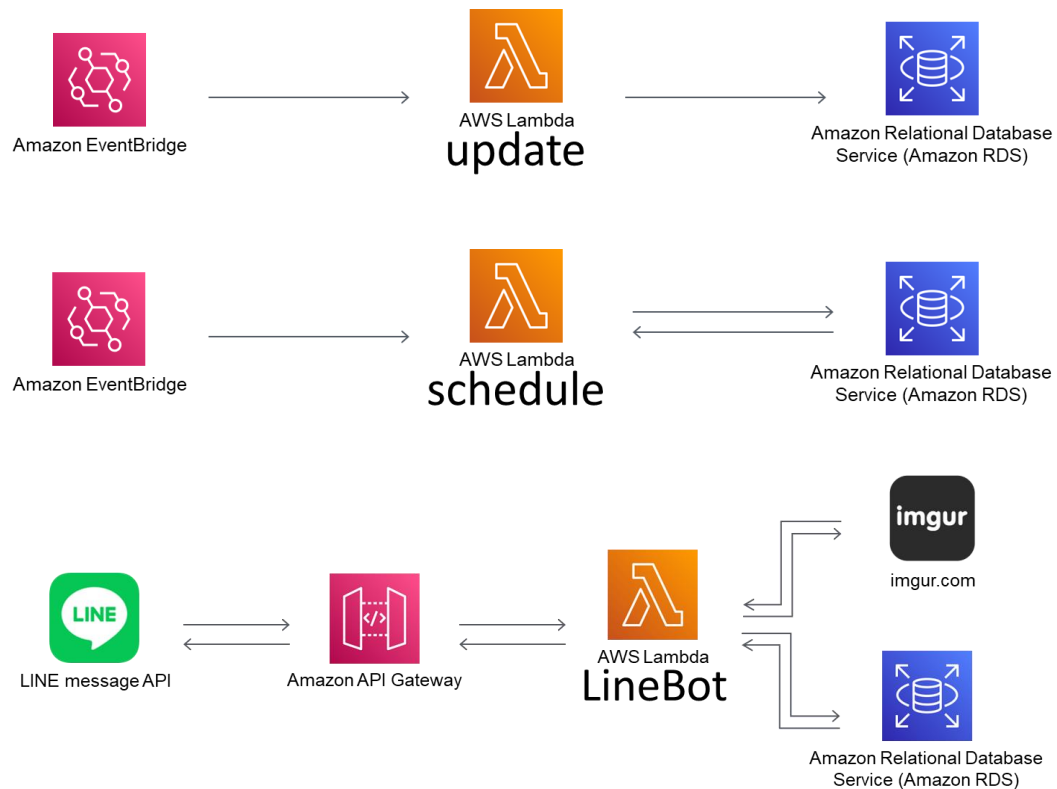 Amazon EventBridge
AWS Lambda
update
Amazon Relational Database
Service (Amazon RDS)
Amazon EventBridge
AWS Lambda
schedule
Amazon Relational Database
Service (Amazon RDS)
LINE
LINE message API
</>
Amazon API Gateway
AWS Lambda
LineBot
imgur
imgur.com
Amazon Relational Database
Service (Amazon RDS)